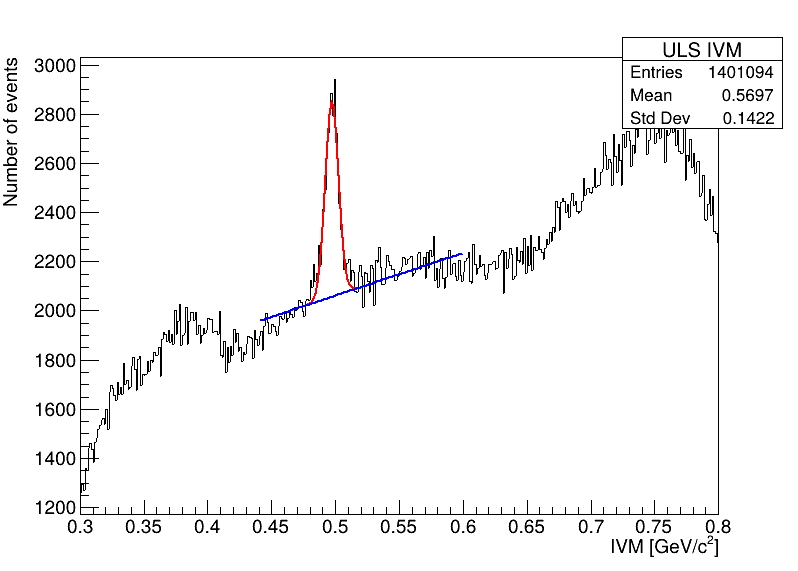 ULS IVM
Entries 1401094
Mean 0.5697
Std Dev 0.1422
Number of events
3000
2800
2600
2400
2200
2000
1800
1600
1400
1200
0.3 0.35 0.4 0.45 0.5 0.55 0.6 0.65 0.7 0.75 0.8
IVM [GeV/c²]